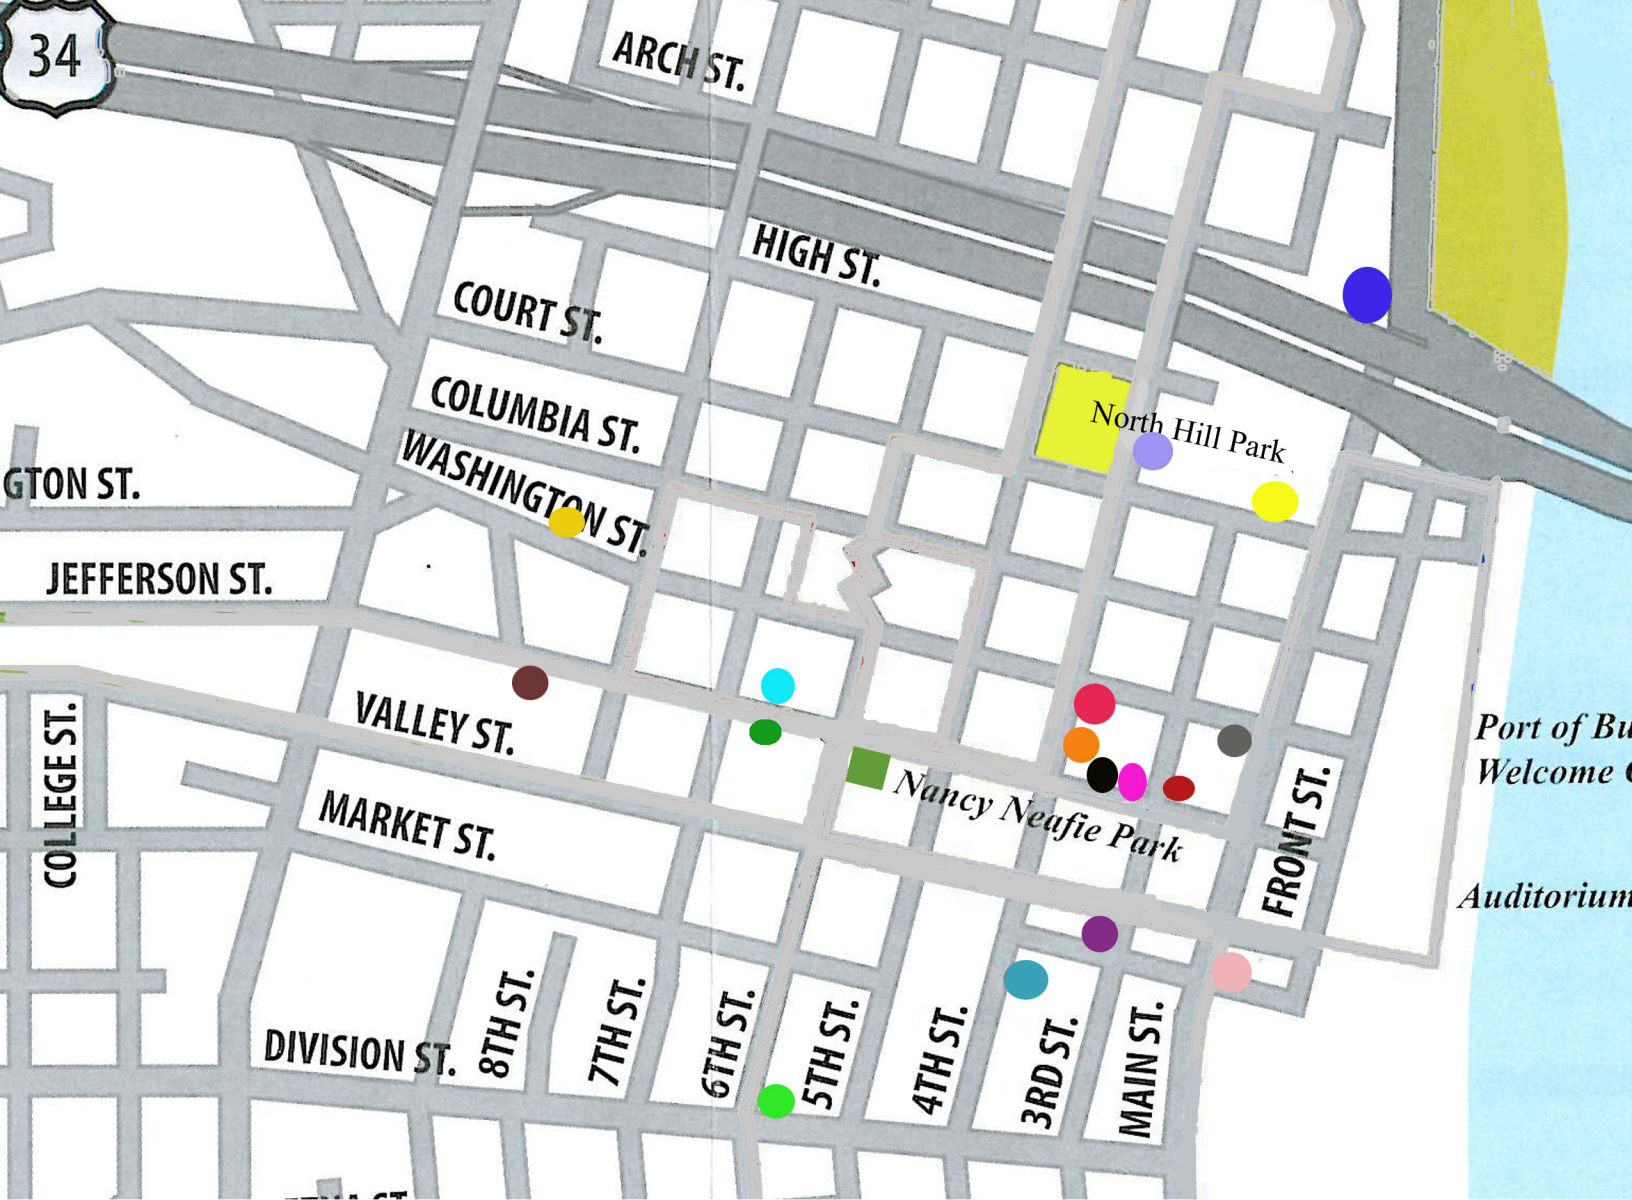 34
ARCH ST.
HIGH ST.
COURT ST.
COLUMBIA ST.
North Hill Park
WASHINGTON ST.
GTON ST.
JEFFERSON ST.
VALLEY ST.
COLLEGE ST.
Port of Bu
Welcome C
Nancy Neafie Park
MARKET ST.
FRONT ST.
Auditorium
DIVISION ST.
8TH ST.
7TH ST.
6TH ST.
5TH ST.
4TH ST.
3RD ST.
MAIN ST.